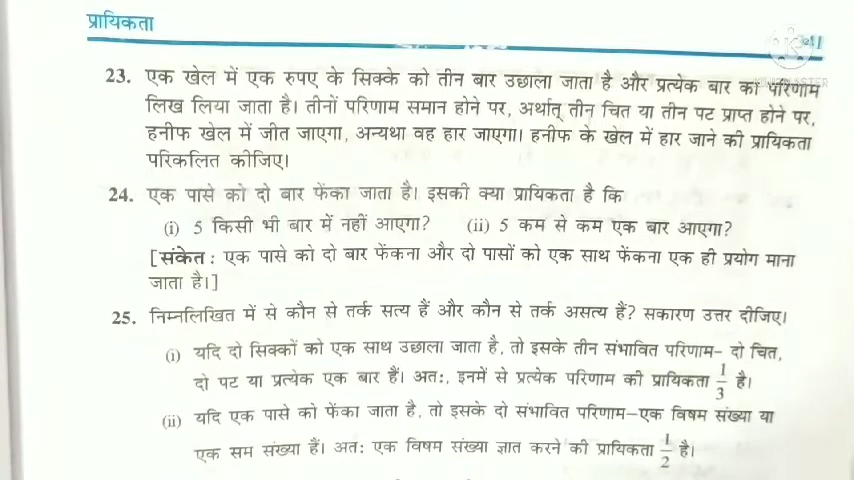 प्रायिकता
23. एक खेल में एक रुपए के सिक्के को तीन बार उछाला जाता है और प्रत्येक बार का परिणाम
लिख लिया जाता है। तीनों परिणाम समान होने पर, अर्थात् तीन चित या तीन पट प्राप्त होने पर,
हनीफ खेल में जीत जाएगा, अन्यथा वह हार जाएगा। हनीफ के खेल में हार जाने की प्रायिकता
परिकलित कीजिए।
24. एक पासे को दो बार फेंका जाता है। इसकी क्या प्रायिकता है कि
(i) 5 किसी भी बार में नहीं आएगा? (ii) 5 कम से कम एक बार आएगा?
[संकेत : एक पासे को दो बार फेंकना और दो पासों को एक साथ फेंकना एक ही प्रयोग माना
जाता है।]
25. निम्नलिखित में से कौन से तर्क सत्य हैं और कौन से तर्क असत्य हैं? सकारण उत्तर दीजिए।
(i) यदि दो सिक्कों को एक साथ उछाला जाता है, तो इसके तीन संभावित परिणाम– दो चित,
दो पट या प्रत्येक एक बार हैं। अतः, इनमें से प्रत्येक परिणाम की प्रायिकता 1/3 है।
(ii) यदि एक पासे को फेंका जाता है, तो इसके दो संभावित परिणाम–एक विषम संख्या या
एक सम संख्या हैं। अतः एक विषम संख्या ज्ञात करने की प्रायिकता 1/2 है।